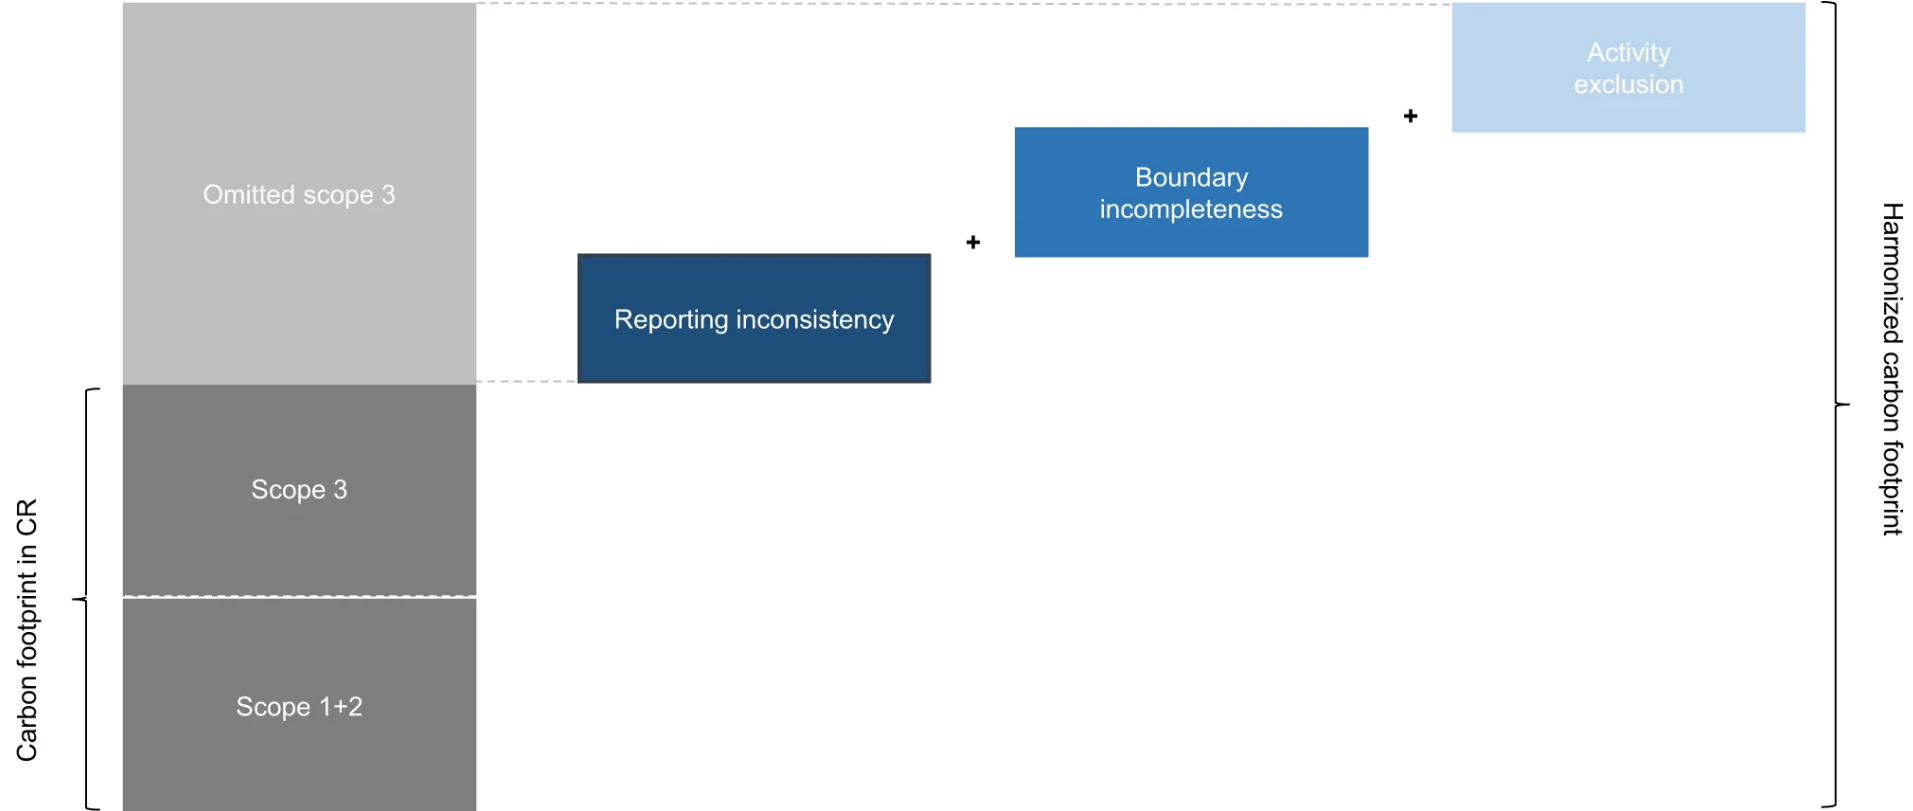 Activity
exclusion
+
Boundary
incompleteness
+
Omitted scope 3
Reporting inconsistency
Scope 3
Scope 1+2
Carbon footprint in CR
Harmonized carbon footprint